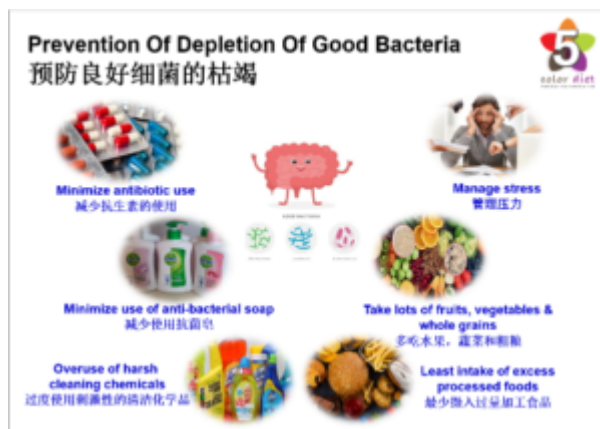 Prevention Of Depletion Of Good Bacteria
预防良好细菌的枯竭
5
color diet
Minimize antibiotic use
减少抗生素的使用
Manage stress
管理压力
GOOD BACTERIA
Minimize use of anti-bacterial soap
减少使用抗菌皂
Take lots of fruits, vegetables &
whole grains
多吃水果，蔬菜和粗粮
Overuse of harsh
cleaning chemicals
过度使用刺激性的清洁化学品
Least intake of excess
processed foods
最少摄入过量加工食品